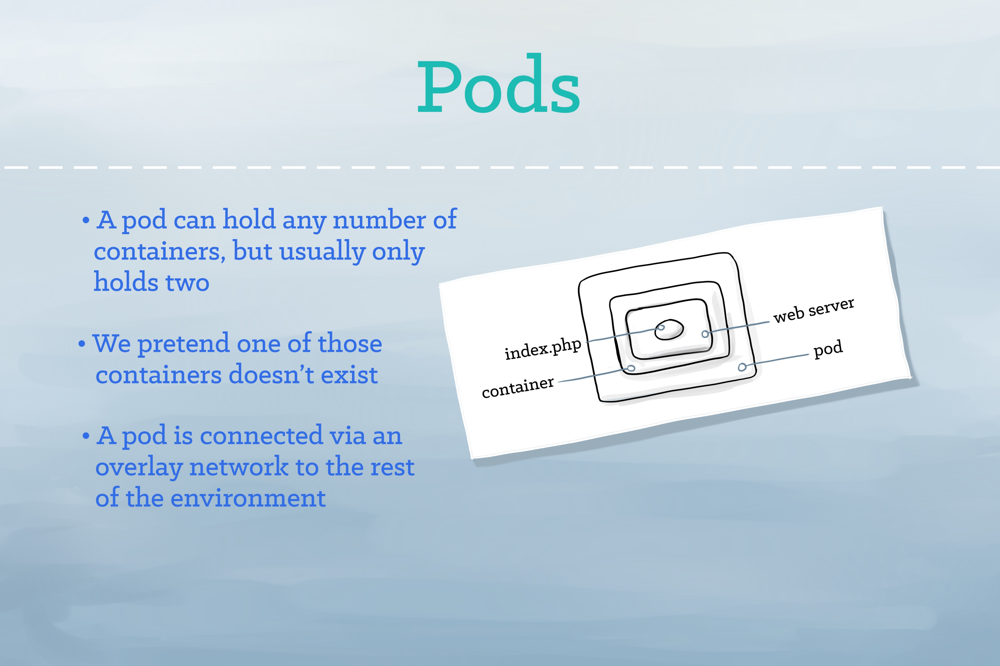 Pods
• A pod can hold any number of
containers, but usually only
holds two
• We pretend one of those
containers doesn’t exist
• A pod is connected via an
overlay network to the rest
of the environment
web server
index.php
pod
container